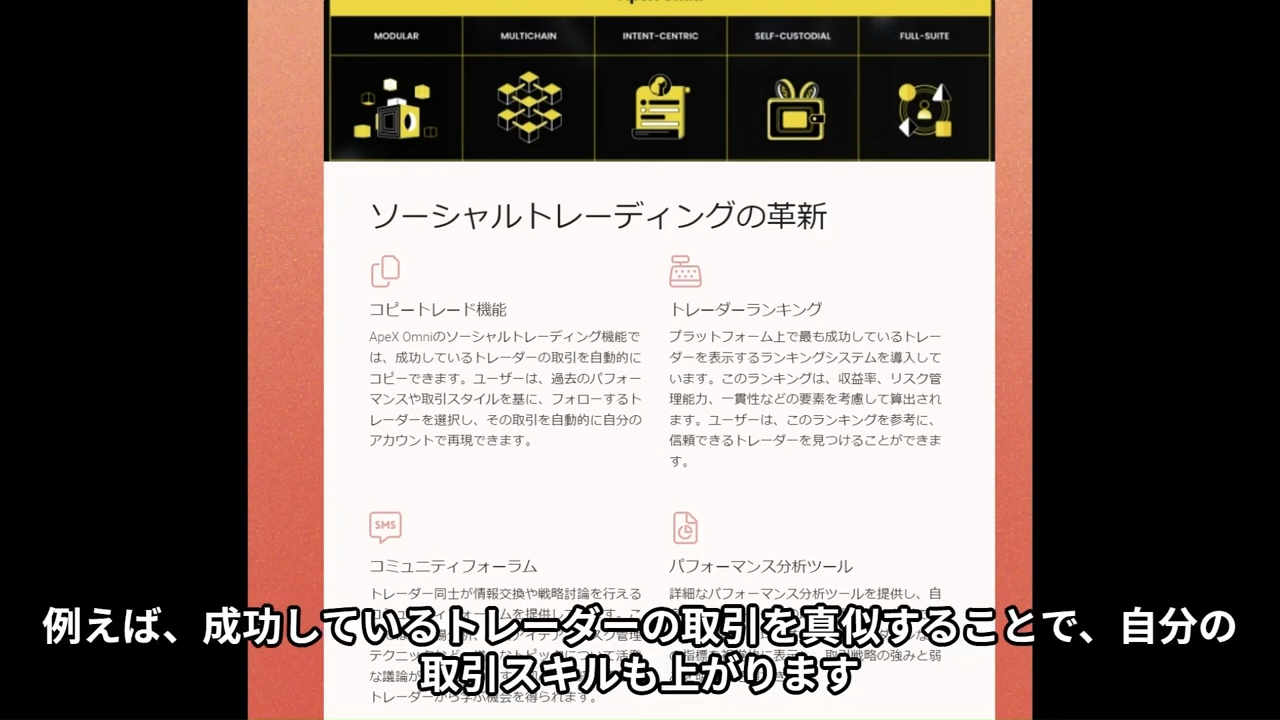 MODULAR
MULTICHAIN
INTENT-CENTRIC
SELF-CUSTODIAL
FULL-SUITE
ソーシャルトレーディングの革新
コピートレード機能
ApeX Omniのソーシャルトレーディング機能で
は、成功しているトレーダーの取引を自動的に
コピーできます。ユーザーは、過去のパフォー
マンスや取引スタイルを基に、フォローするト
レーダーを選択し、その取引を自動的に自分の
アカウントで再現できます。
トレーダーランキング
プラットフォーム上で最も成功しているトレー
ダーを表示するランキングシステムを導入して
います。このランキングは、収益率、リスク管
理能力、一貫性などの要素を考慮して算出され
ます。ユーザーは、このランキングを参考に、
信頼できるトレーダーを見つけることができま
す。
SMS
コミュニティフォーラム
トレーダー同士が情報交換や戦略討論を行える
パフォーマンス分析ツール
詳細なパフォーマンス分析ツールを提供し、自
例えば、成功しているトレーダーの取引を真似することで、自分の
取引スキルも上がります
トレーダーから学ぶ機会を得られます。